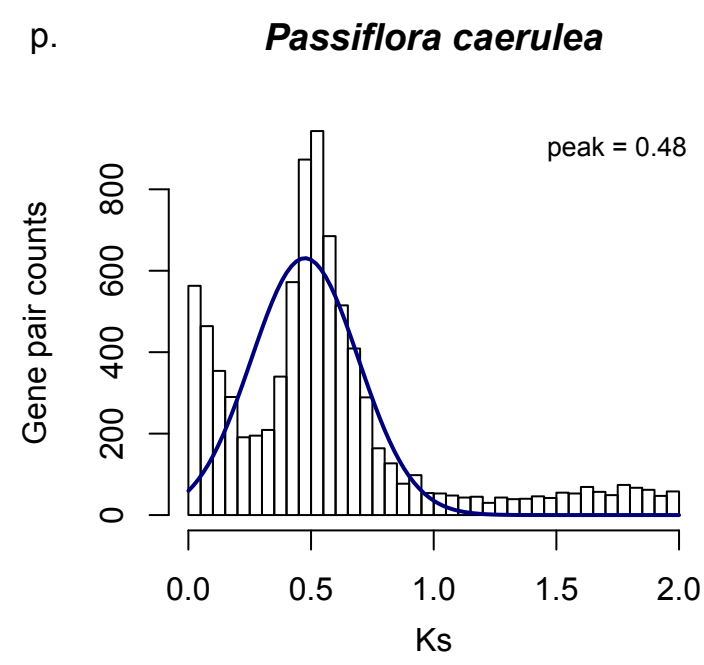 p.
Passiflora caerulea
peak = 0.48
Gene pair counts
800
600
400
200
0
0.0 0.5 1.0 1.5 2.0
Ks